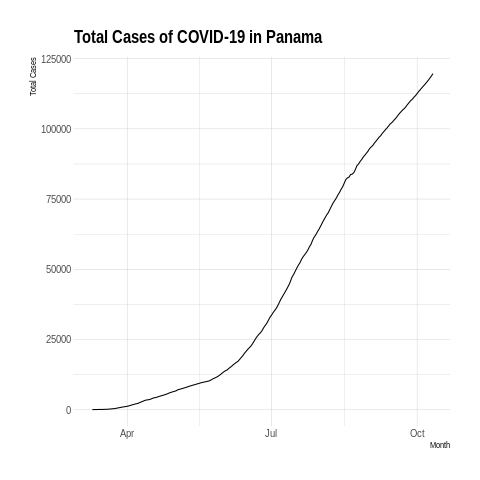 Total Cases of COVID-19 in Panama
Total Cases
125000
100000
75000
50000
25000
0
Apr Jul Oct
Month